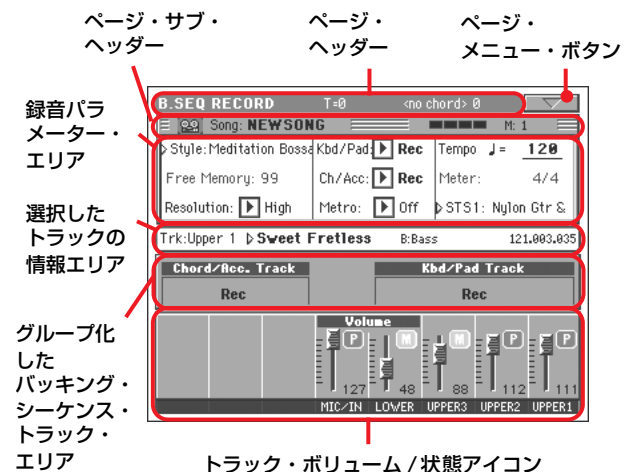 ページ・サブ・
ヘッダー
ページ・
ヘッダー
ページ・
メニュー・ボタン
B.SEQ RECORD T=0 <no chord> 0
Song: NEWSONG M: 1
録音パラ
メーター・
エリア
Style: Meditation Bossa Kbd/Pad: Rec Tempo ♩= 120
Free Memory: 99 Ch/Acc: Rec Meter: 4/4
Resolution: High Metro: Off STS1: Nylon Gtr &
選択した
トラックの
情報エリア
Trk:Upper 1 Sweet Fretless B:Bass 121.003.035
Chord/Acc. Track Kbd/Pad Track
Rec Rec
グループ化
した
バッキング・
シーケンス・
トラック・
エリア
Volume
P M M P P
127 48 88 112 111
MIC/IN LOWER UPPER3 UPPER2 UPPER1
トラック・ボリューム / 状態アイコン